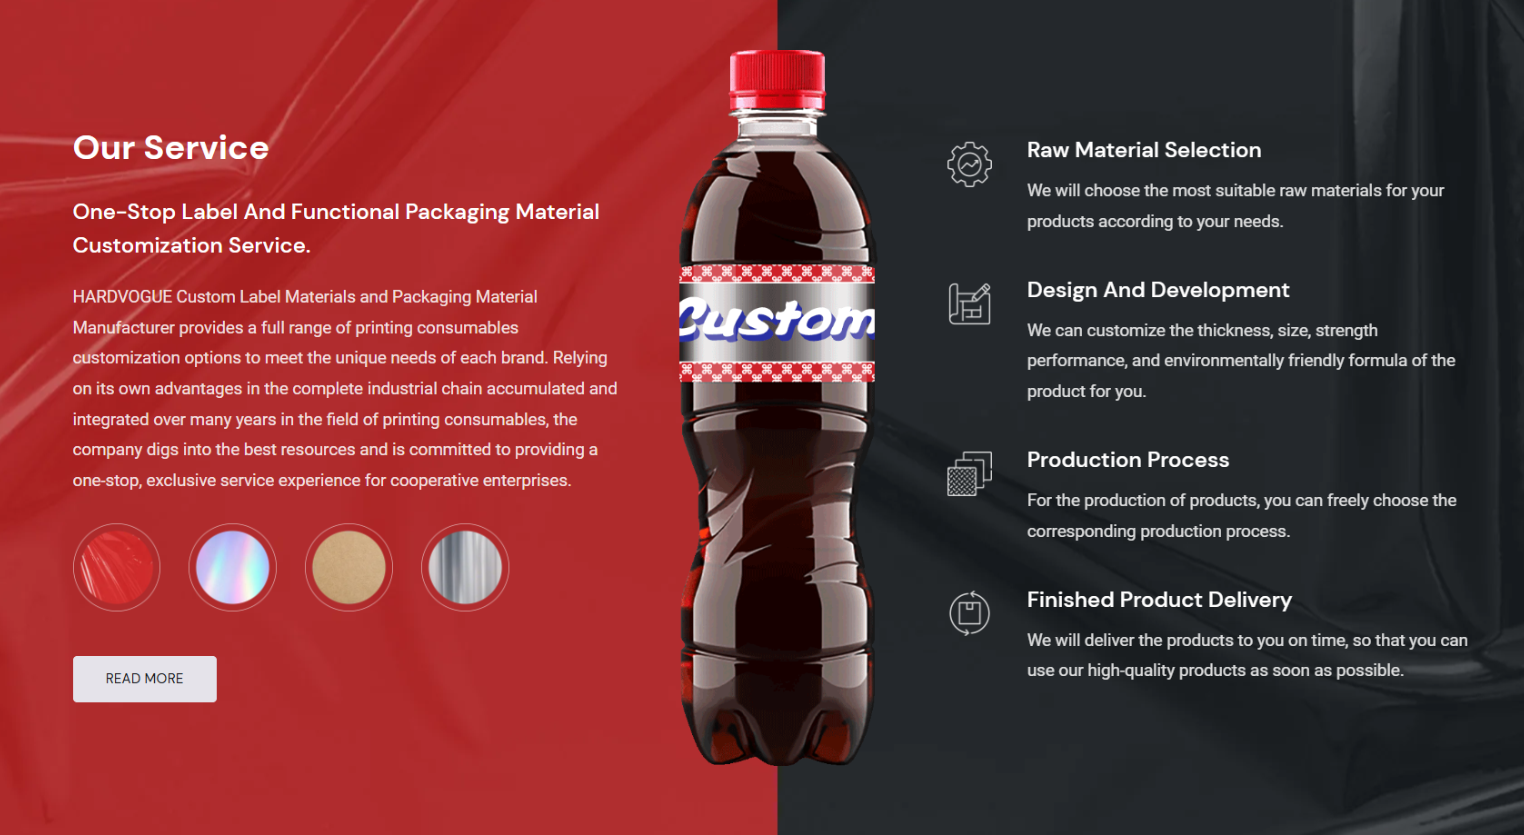 Our Service
One-Stop Label And Functional Packaging Material
Customization Service.
HARDVOGUE Custom Label Materials and Packaging Material
Manufacturer provides a full range of printing consumables
customization options to meet the unique needs of each brand. Relying
on its own advantages in the complete industrial chain accumulated and
integrated over many years in the field of printing consumables, the
company digs into the best resources and is committed to providing a
one-stop, exclusive service experience for cooperative enterprises.
READ MORE
Custom
Raw Material Selection
We will choose the most suitable raw materials for your
products according to your needs.
Design And Development
We can customize the thickness, size, strength
performance, and environmentally friendly formula of the
product for you.
Production Process
For the production of products, you can freely choose the
corresponding production process.
Finished Product Delivery
We will deliver the products to you on time, so that you can
use our high-quality products as soon as possible.